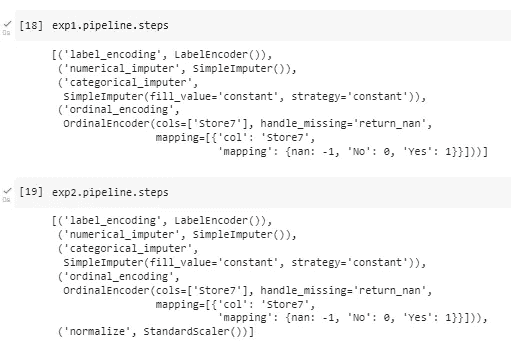 [18] exp1.pipeline.steps
0s
[('label_encoding', LabelEncoder()),
('numerical_imputer', SimpleImputer()),
('categorical_imputer',
SimpleImputer(fill_value='constant', strategy='constant')),
('ordinal_encoding',
OrdinalEncoder(cols=['Store7'], handle_missing='return_nan',
mapping=[{'col': 'Store7',
'mapping': {nan: -1, 'No': 0, 'Yes': 1}}]))]
[19] exp2.pipeline.steps
0s
[('label_encoding', LabelEncoder()),
('numerical_imputer', SimpleImputer()),
('categorical_imputer',
SimpleImputer(fill_value='constant', strategy='constant')),
('ordinal_encoding',
OrdinalEncoder(cols=['Store7'], handle_missing='return_nan',
mapping=[{'col': 'Store7',
'mapping': {nan: -1, 'No': 0, 'Yes': 1}}])),
('normalize', StandardScaler())]